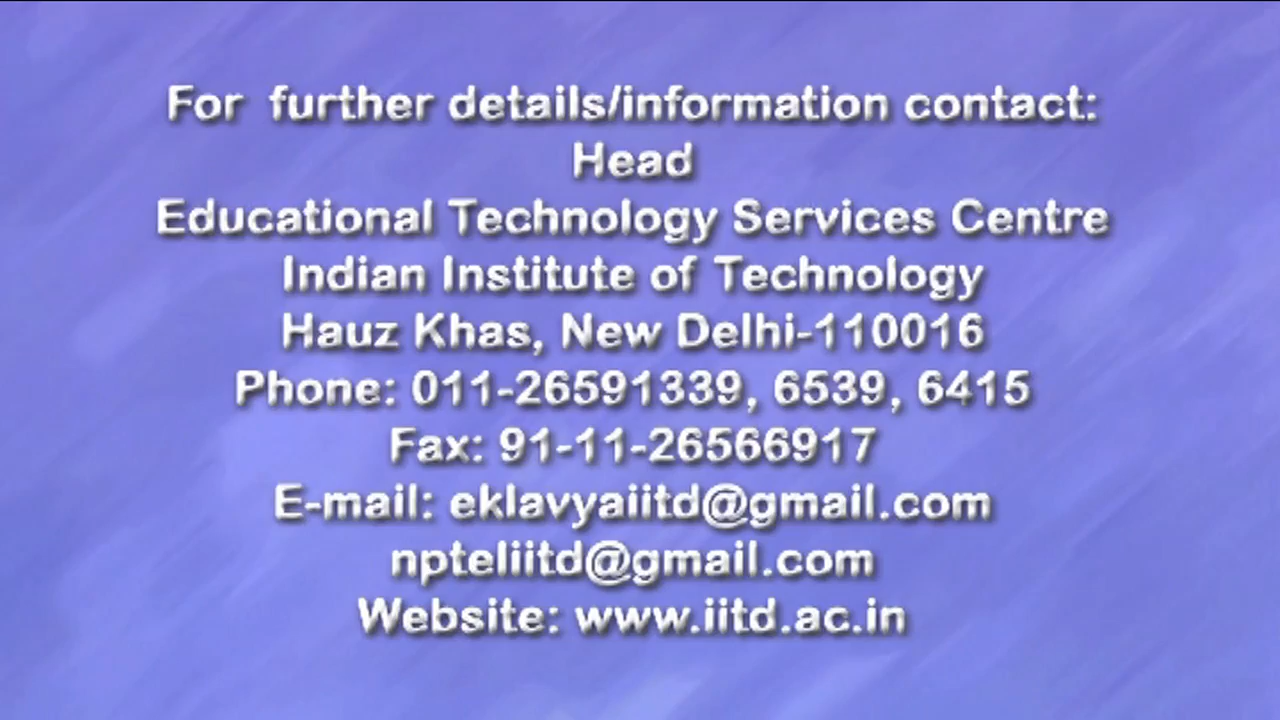 For further details/information contact:
Head
Educational Technology Services Centre
Indian Institute of Technology
Hauz Khas, New Delhi-110016
Phone: 011-26591339, 6539, 6415
Fax: 91-11-26566917
E-mail: eklavyaiitd@gmail.com
npteliitd@gmail.com
Website: www.iitd.ac.in